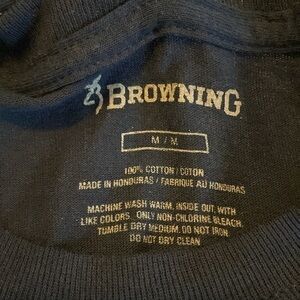 BROWNING
M / M
100% COTTON / COTON
MADE IN HONDURAS / FABRIQUE AU HONDURAS
MACHINE WASH WARM, INSIDE OUT, WITH
LIKE COLORS. ONLY NON-CHLORINE BLEACH.
TUMBLE DRY MEDIUM. DO NOT IRON.
DO NOT DRY CLEAN